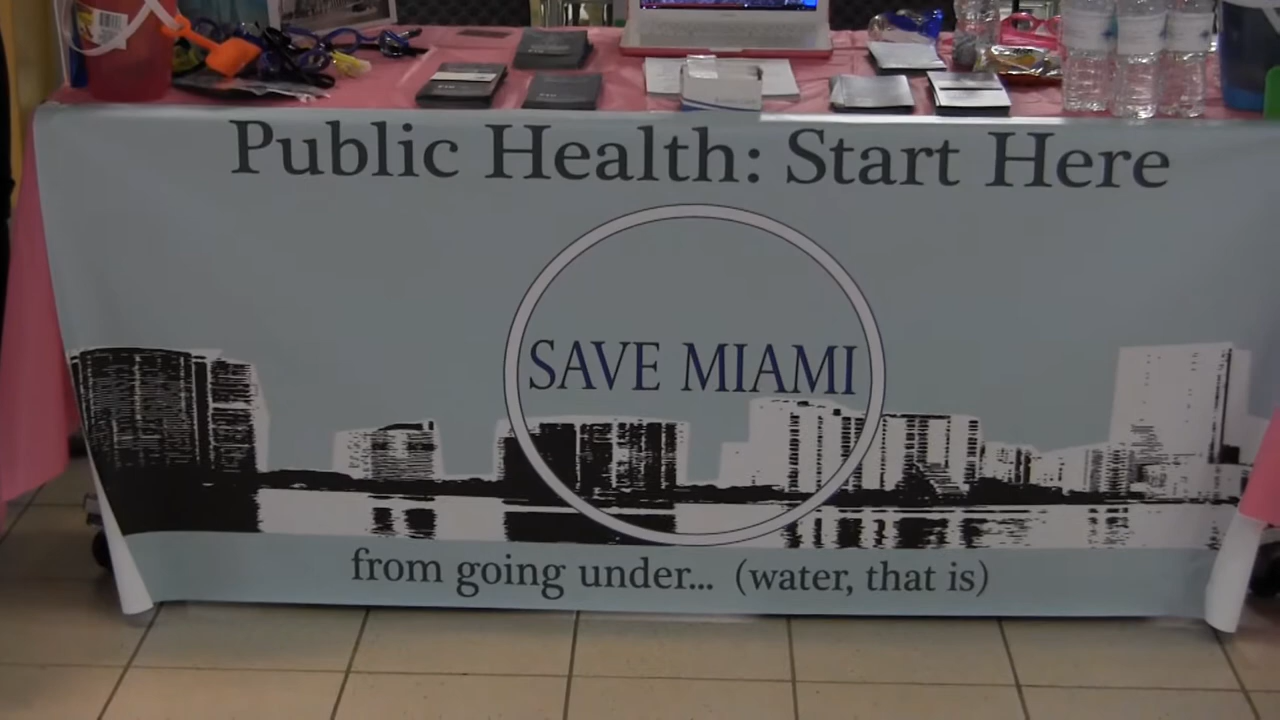 Public Health: Start Here
SAVE MIAMI
from going under... (water, that is)